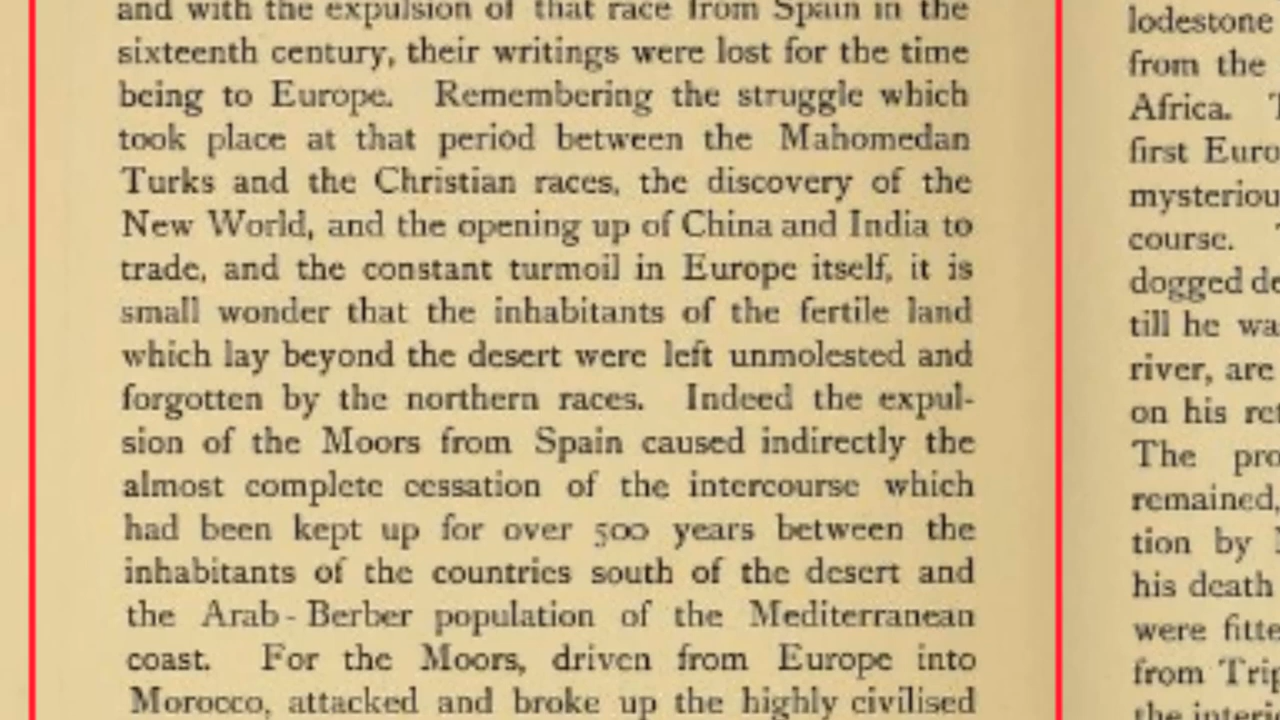 and with the expulsion of that race from Spain in the
sixteenth century, their writings were lost for the time
being to Europe. Remembering the struggle which
took place at that period between the Mahomedan
Turks and the Christian races, the discovery of the
New World, and the opening up of China and India to
trade, and the constant turmoil in Europe itself, it is
small wonder that the inhabitants of the fertile land
which lay beyond the desert were left unmolested and
forgotten by the northern races. Indeed the expul-
sion of the Moors from Spain caused indirectly the
almost complete cessation of the intercourse which
had been kept up for over 500 years between the
inhabitants of the countries south of the desert and
the Arab-Berber population of the Mediterranean
coast. For the Moors, driven from Europe into
Morocco, attacked and broke up the highly civilised
lodestone
from the
Africa.
first
mysteriou
course.
dogged
till he
river, are
on his
The
remained,
tion by
his death
were
from
the